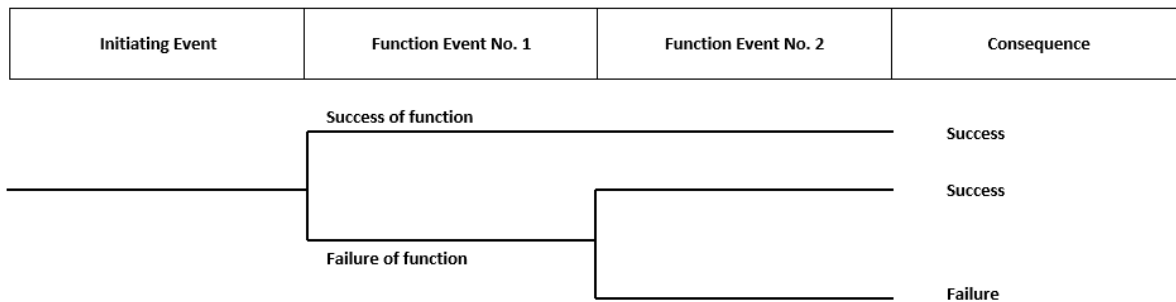 Initiating Event
Function Event No. 1
Function Event No. 2
Consequence
Success of function
Success
Success
Failure of function
Failure